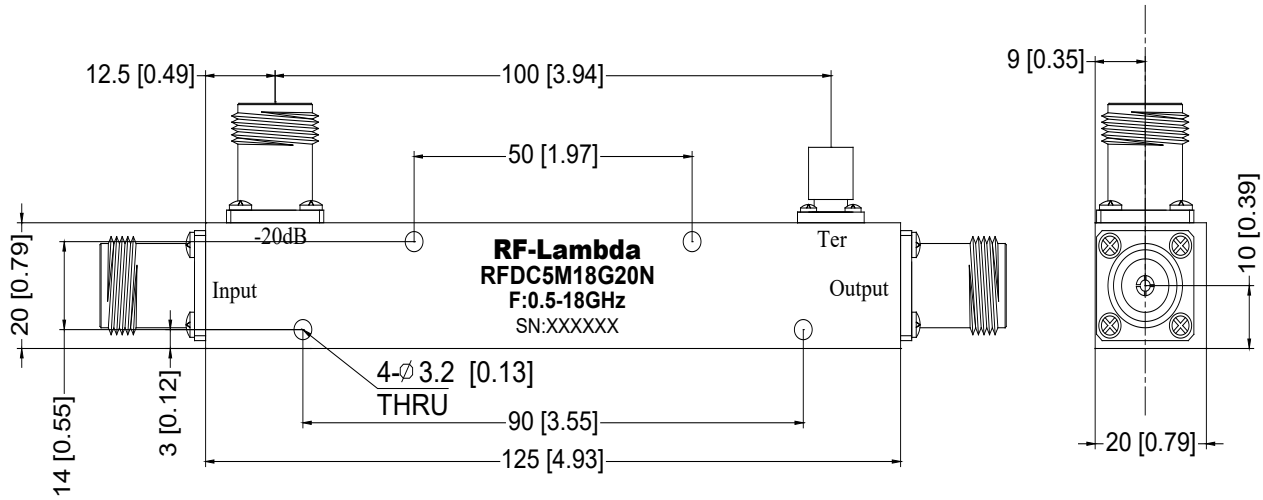 12.5 [0.49]
100 [3.94]
9 [0.35]
50 [1.97]
-20dB
RF-Lambda
Ter
RFDC5M18G20N
Input
Output
F:0.5-18GHz
SN:XXXXXX
20 [0.79]
10 [0.39]
4-∅ 3.2 [0.13]
THRU
14 [0.55]
3 [0.12]
90 [3.55]
125 [4.93]
20 [0.79]